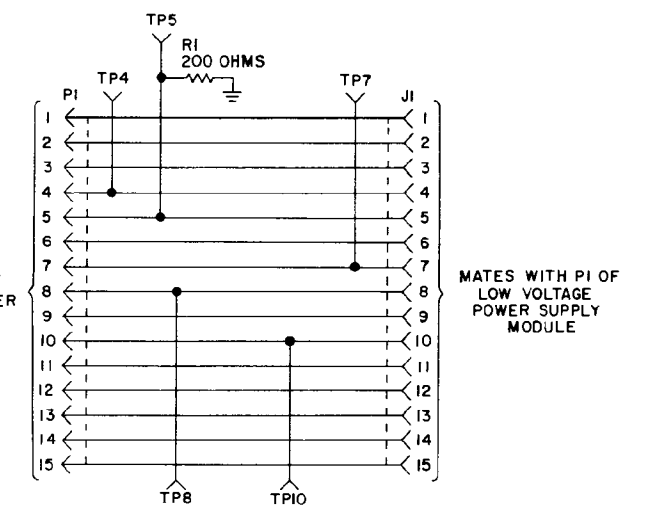 TP5
R1
200 OHMS
TP4
TP7
P1
J1
1 1
2 2
3 3
4 4
5 5
6 6
7 7
8 8
9 9
10 10
11 11
12 12
13 13
14 14
15 15
ER
MATES WITH P1 OF
LOW VOLTAGE
POWER SUPPLY
MODULE
TP8
TP10